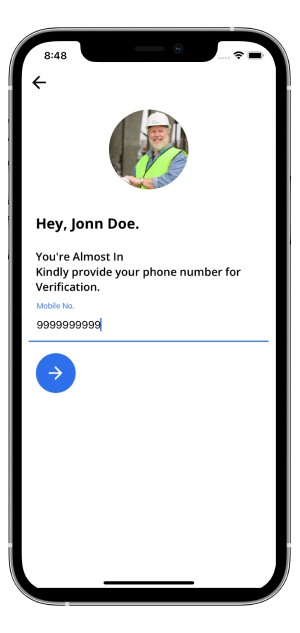 8:48
Hey, Jonn Doe.
You're Almost In
Kindly provide your phone number for
Verification.
Mobile No.
9999999999